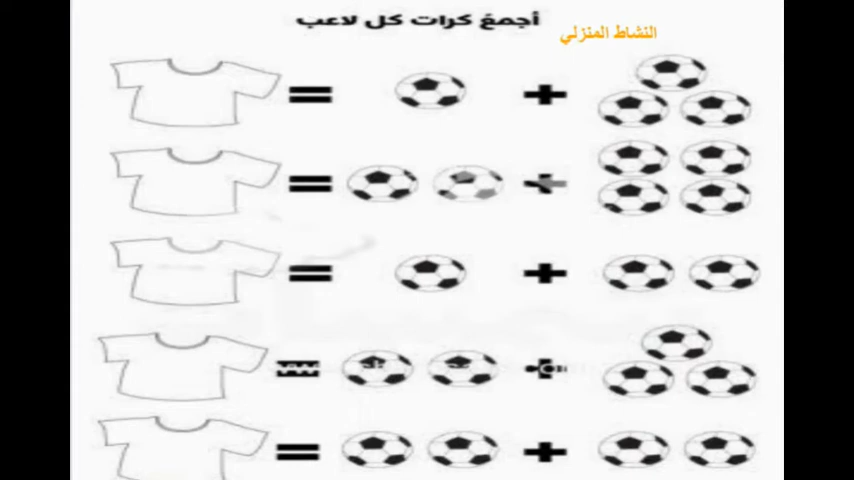 أجمعُ كرات كل لاعب
النشاط المنزلي
= +
= +
= +
+
= +